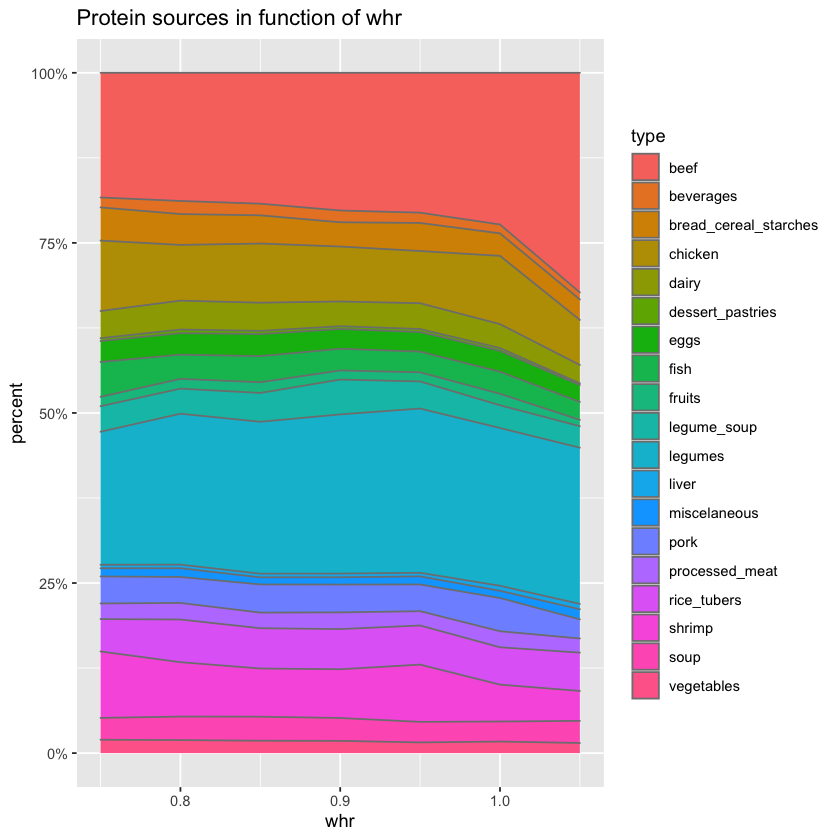 Protein sources in function of whr
100%
75%
50%
25%
0%
percent
0.8
0.9
1.0
whr
type
beef
beverages
bread_cereal_starches
chicken
dairy
dessert_pastries
eggs
fish
fruits
legume_soup
legumes
liver
miscelaneous
pork
processed_meat
rice_tubers
shrimp
soup
vegetables